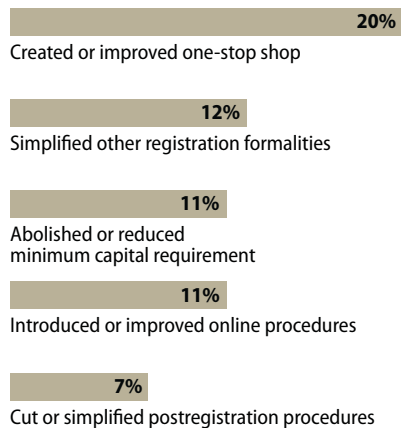 20%
Created or improved one-stop shop
12%
Simplified other registration formalities
11%
Abolished or reduced
minimum capital requirement
11%
Introduced or improved online procedures
7%
Cut or simplified postregistration procedures